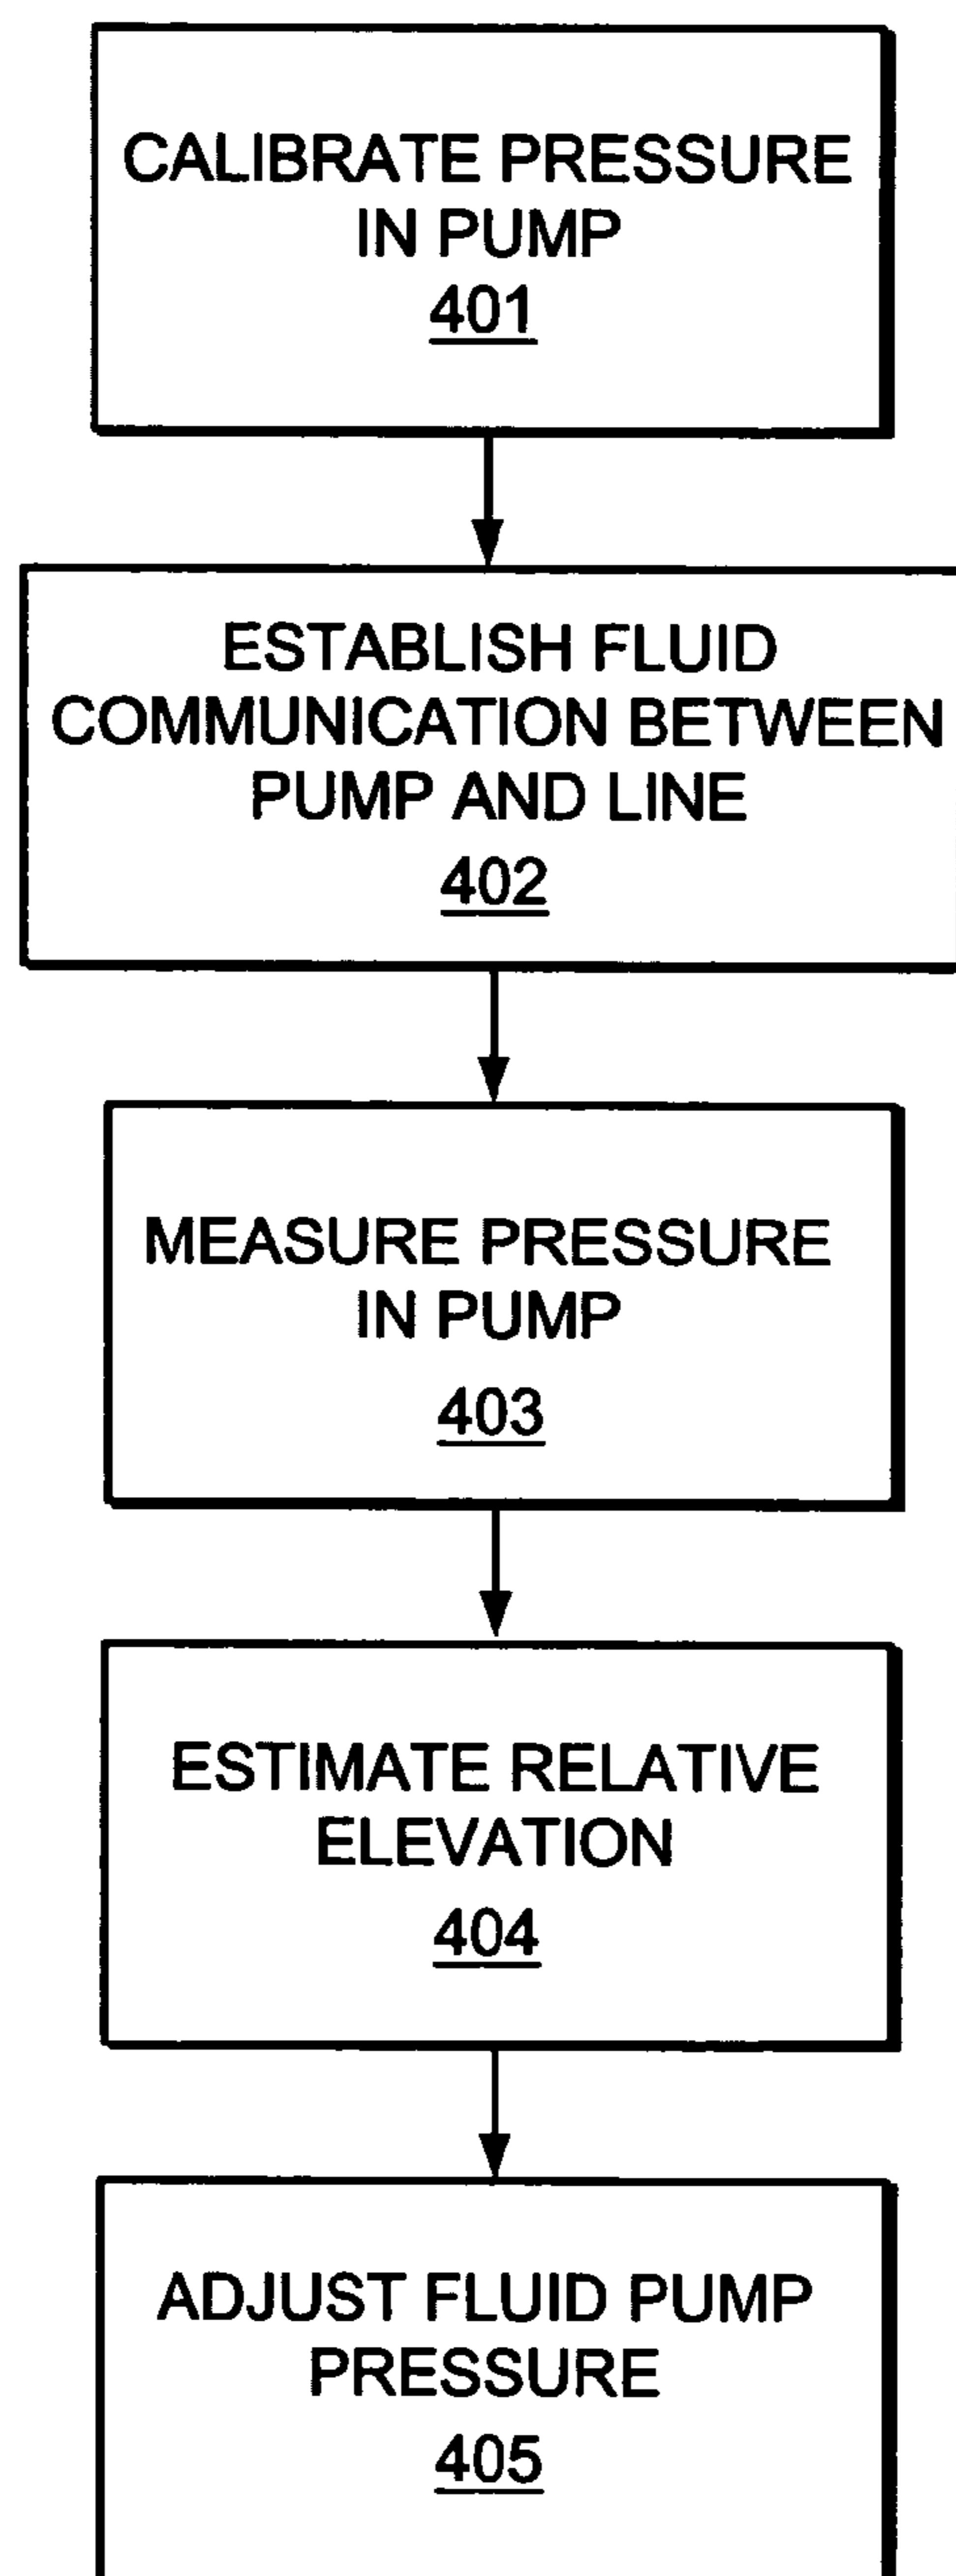 CALIBRATE PRESSURE
IN PUMP
401
ESTABLISH FLUID
COMMUNICATION BETWEEN
PUMP AND LINE
402
MEASURE PRESSURE
IN PUMP
403
ESTIMATE RELATIVE
ELEVATION
404
ADJUST FLUID PUMP
PRESSURE
405